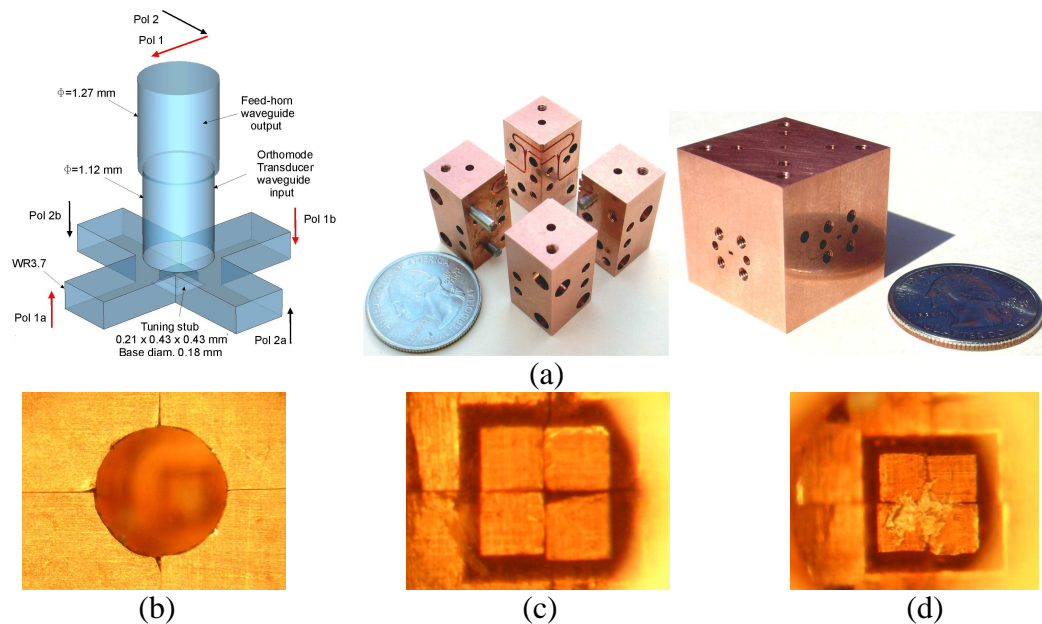 Pol 2
Pol 1
Φ=1.27 mm
Feed-horn
waveguide
output
Orthomode
Transducer
waveguide
input
Φ=1.12 mm
Pol 2b
Pol 1b
WR3.7
Pol 1a
Tuning stub
0.21 x 0.43 x 0.43 mm
Base diam. 0.18 mm
Pol 2a
(a)
(b)
(c)
(d)